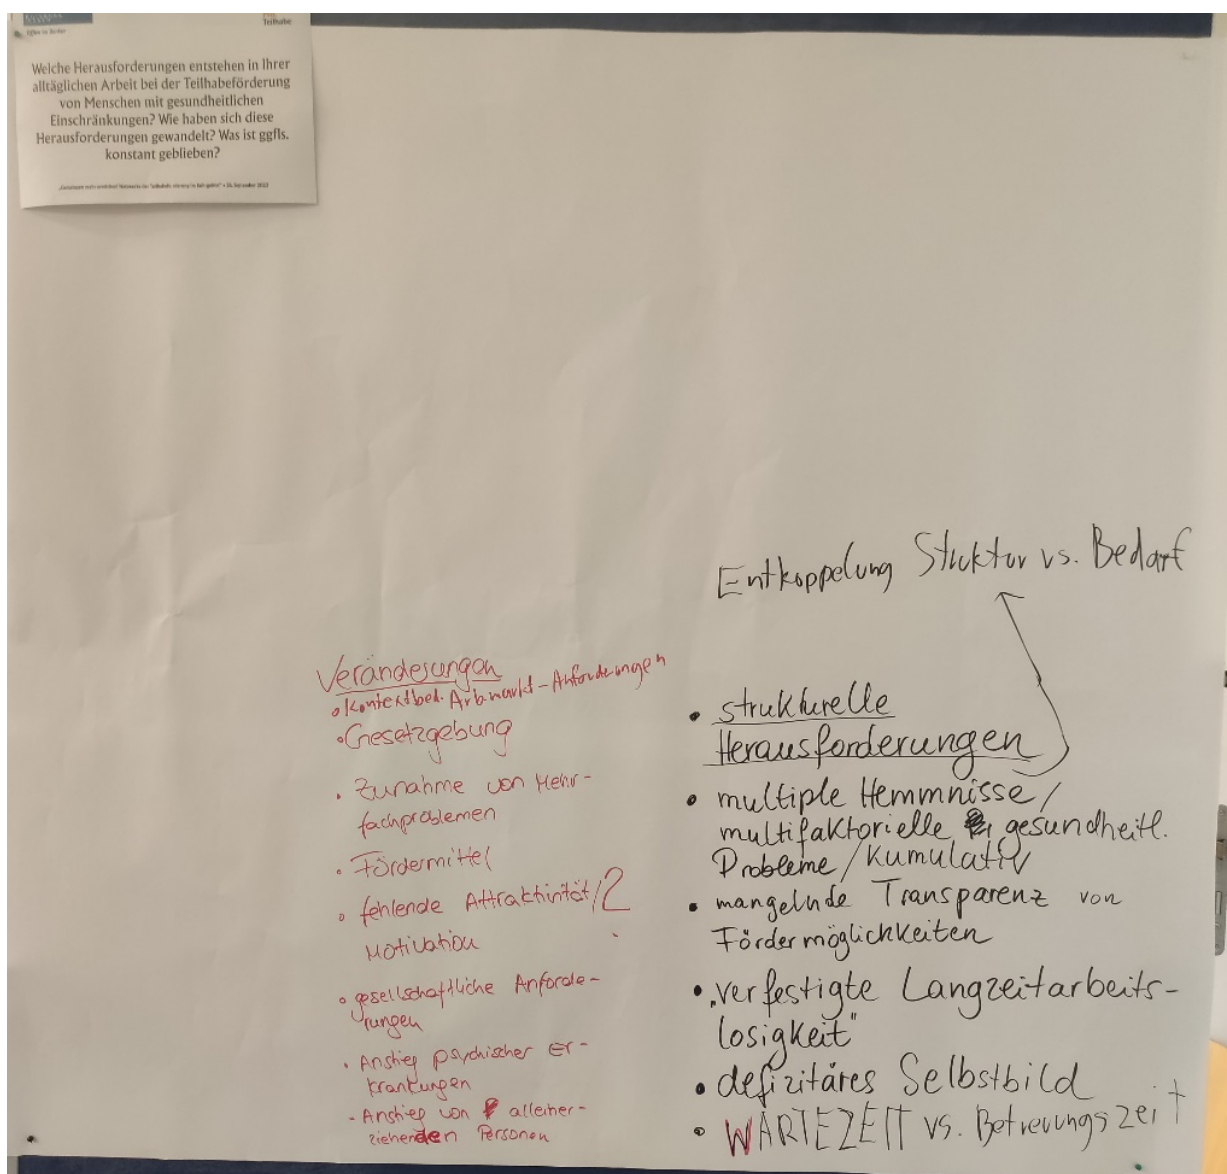 Teilhabe
Welche Herausforderungen entstehen in Ihrer
alltäglichen Arbeit bei der Teilhabeförderung
von Menschen mit gesundheitlichen
Einschränkungen? Wie haben sich diese
Herausforderungen gewandelt? Was ist ggfls.
konstant geblieben?
Entkoppelung Struktur vs. Bedarf
Veränderungen
• Kontextbed. Arb.markt-Anforderungen
• Gesetzgebung
• Zunahme von Mehr-
fachproblemen
• Fördermittel
• fehlende Attraktivität/?
Motivation
• gesellschaftliche Anforde-
rungen
• Anstieg psychischer Er-
krankungen
- Anstieg von alleiner-
ziehenden Personen
• strukturelle
Herausforderungen
• multiple Hemmnisse/
multifaktorielle gesundheitl.
Probleme/Kumulativ
• mangelnde Transparenz von
Fördermöglichkeiten
• „verfestigte Langzeitarbeits-
losigkeit"
• defizitäres Selbstbild
• WARTEZEIT vs. Betreuungszeit